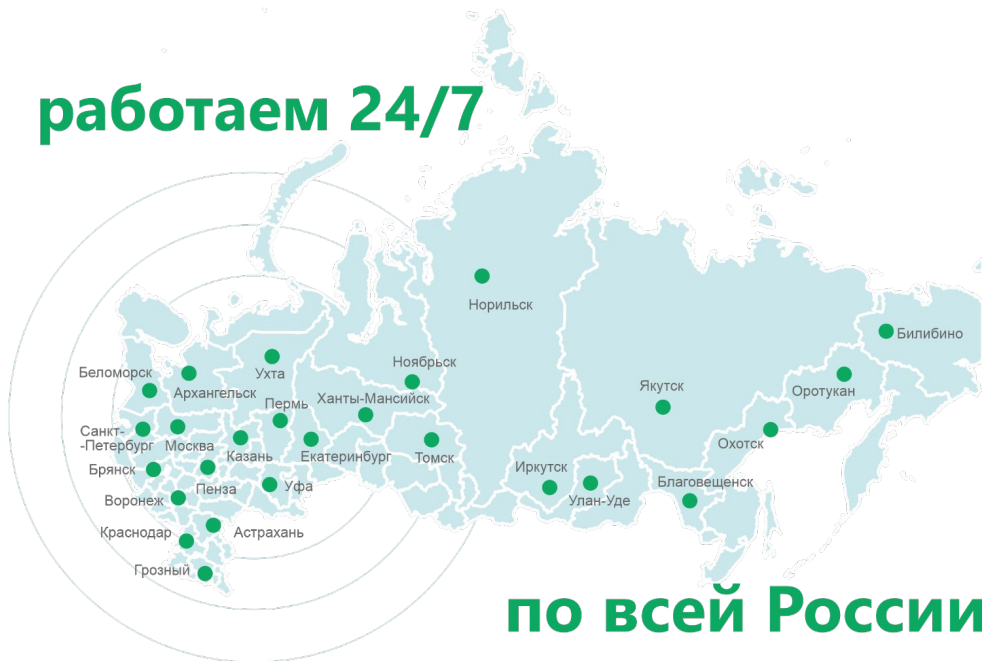 работаем 24/7
Норильск
Билибино
Ноябрьск
Беломорск
Ухта
Архангельск
Якутск
Оротукан
Ханты-Мансийск
Пермь
Санкт-
-Петербург
Москва
Казань
Екатеринбург
Томск
Охотск
Брянск
Пенза
Уфа
Иркутск
Улан-Уде
Благовещенск
Воронеж
Краснодар
Астрахань
Грозный
по всей России